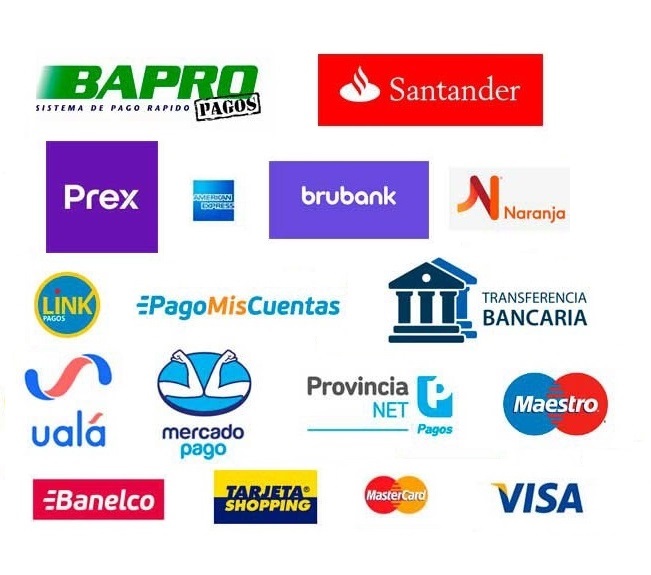 BAPRO
SISTEMA DE PAGO RAPIDO
PAGOS
Santander
Prex
AMERICAN
EXPRESS
brubank
Naranja
LINK
PAGOS
PagoMisCuentas
TRANSFERENCIA
BANCARIA
ualá
mercado
pago
Provincia
NET
Pagos
Maestro
Banelco
TARJETA®
SHOPPING
MasterCard
VISA